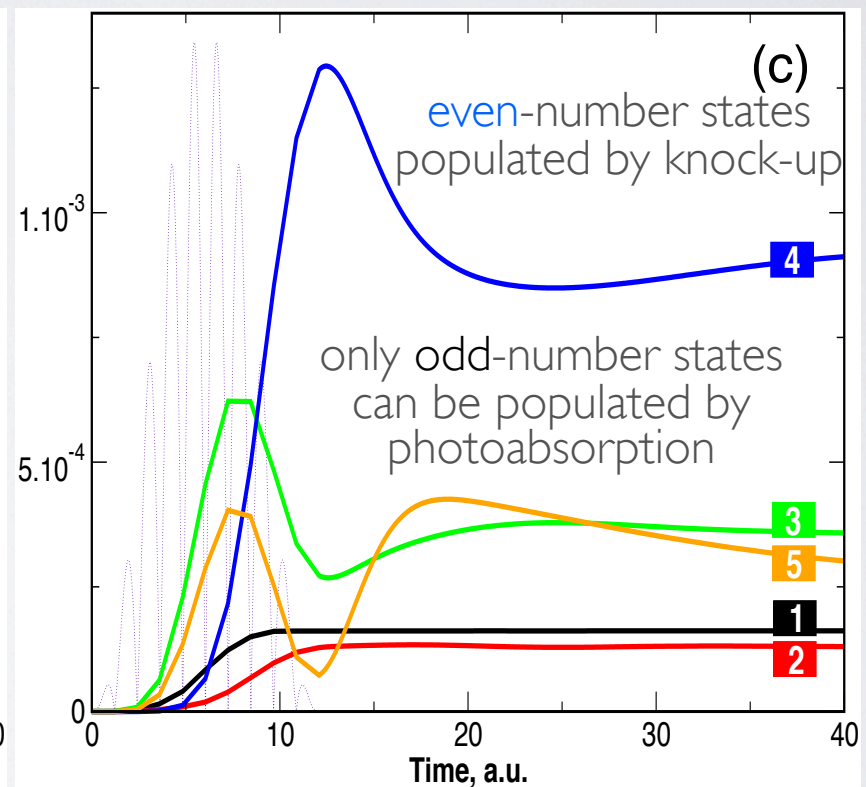 (c)
even-number states
populated by knock-up
1.10-3
4
only odd-number states
can be populated by
photoabsorption
5.10-4
3
5
1
2
0
0
0 10 20 30 40
Time, a.u.